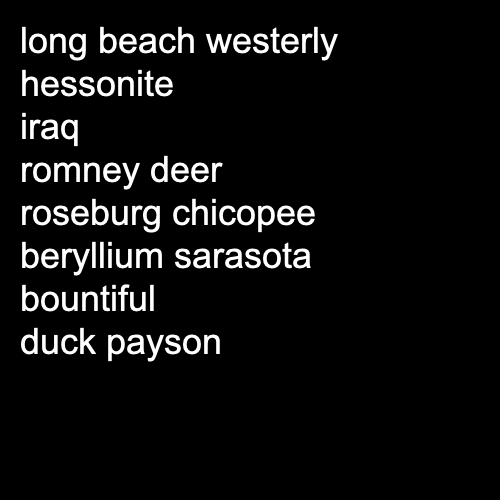 long beach westerly
hessonite
iraq
romney deer
roseburg chicopee
beryllium sarasota
bountiful
duck payson